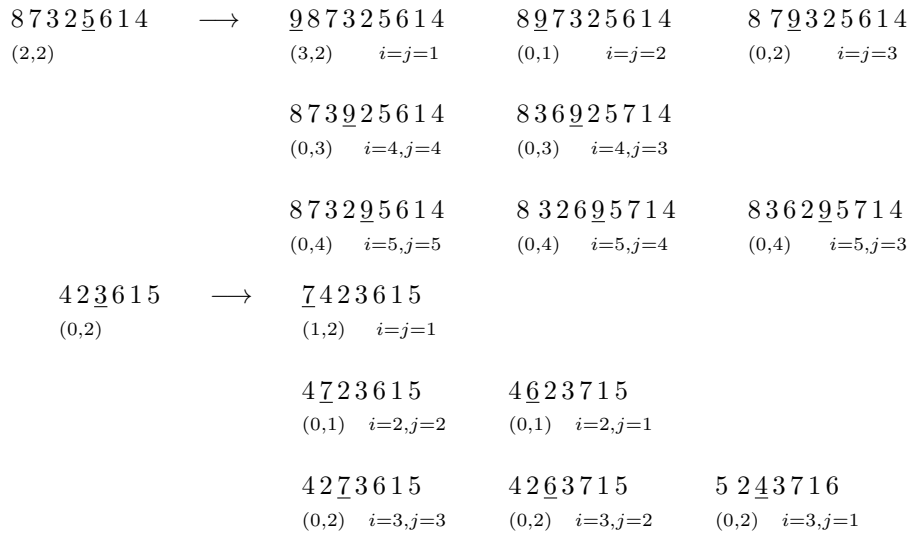 8 7 3 2 5 6 1 4 ⟶ 9 8 7 3 2 5 6 1 4 8 9 7 3 2 5 6 1 4 8 7 9 3 2 5 6 1 4
(2,2) (3,2) i=j=1 (0,1) i=j=2 (0,2) i=j=3
8 7 3 9 2 5 6 1 4 8 3 6 9 2 5 7 1 4
(0,3) i=4,j=4 (0,3) i=4,j=3
8 7 3 2 9 5 6 1 4 8 3 2 6 9 5 7 1 4 8 3 6 2 9 5 7 1 4
(0,4) i=5,j=5 (0,4) i=5,j=4 (0,4) i=5,j=3
4 2 3 6 1 5 ⟶ 7 4 2 3 6 1 5
(0,2) (1,2) i=j=1
4 7 2 3 6 1 5 4 6 2 3 7 1 5
(0,1) i=2,j=2 (0,1) i=2,j=1
4 2 7 3 6 1 5 4 2 6 3 7 1 5 5 2 4 3 7 1 6
(0,2) i=3,j=3 (0,2) i=3,j=2 (0,2) i=3,j=1